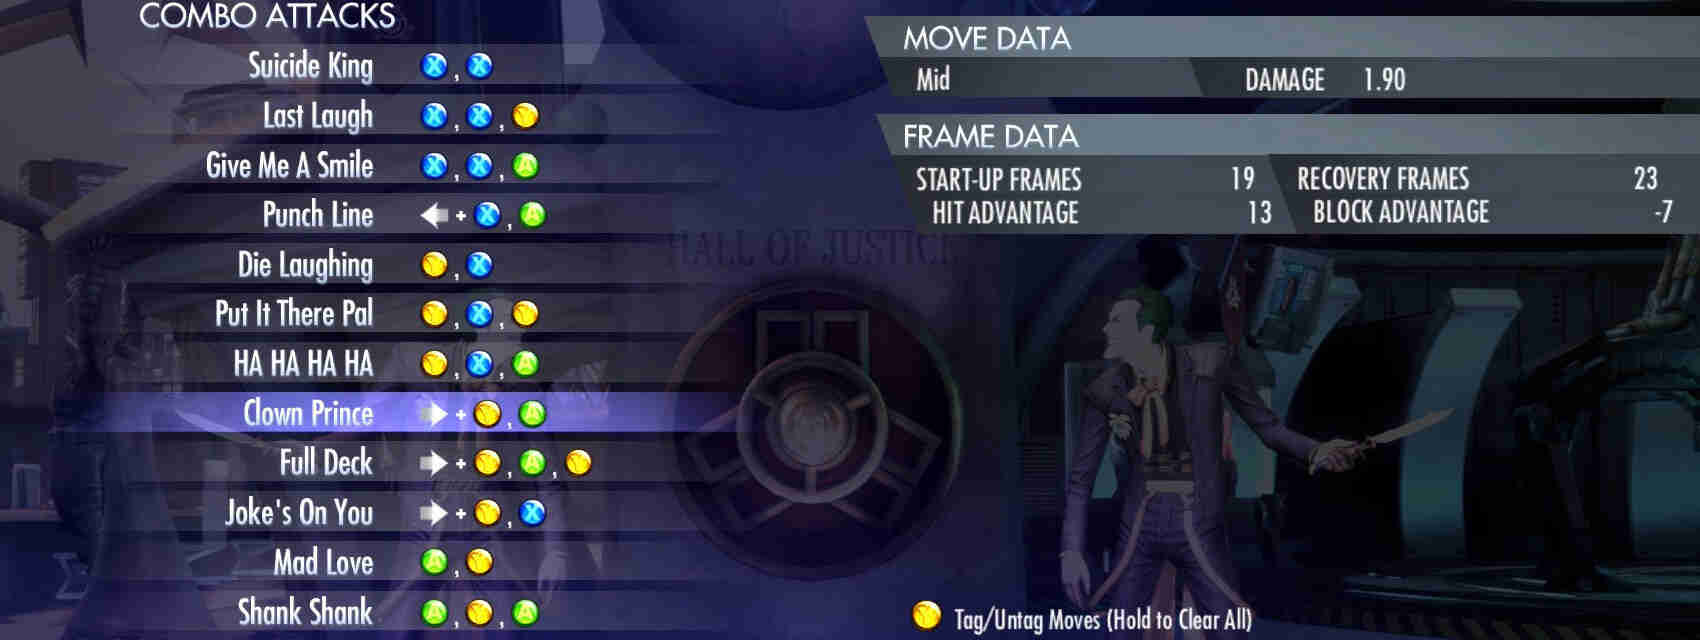 COMBO ATTACKS
Suicide King X , X
Last Laugh X , X , Y
Give Me A Smile X , X , A
Punch Line + X , A
Die Laughing Y , X
Put It There Pal Y , X , Y
HA HA HA HA Y , X , A
Clown Prince + Y , A
Full Deck + Y , A , Y
Joke's On You + Y , X
Mad Love A , Y
Shank Shank A , Y , A
MOVE DATA
Mid DAMAGE 1.90
FRAME DATA
START-UP FRAMES 19 RECOVERY FRAMES 23
HIT ADVANTAGE 13 BLOCK ADVANTAGE -7
HALL OF JUSTICE
Y Tag/Untag Moves (Hold to Clear All)